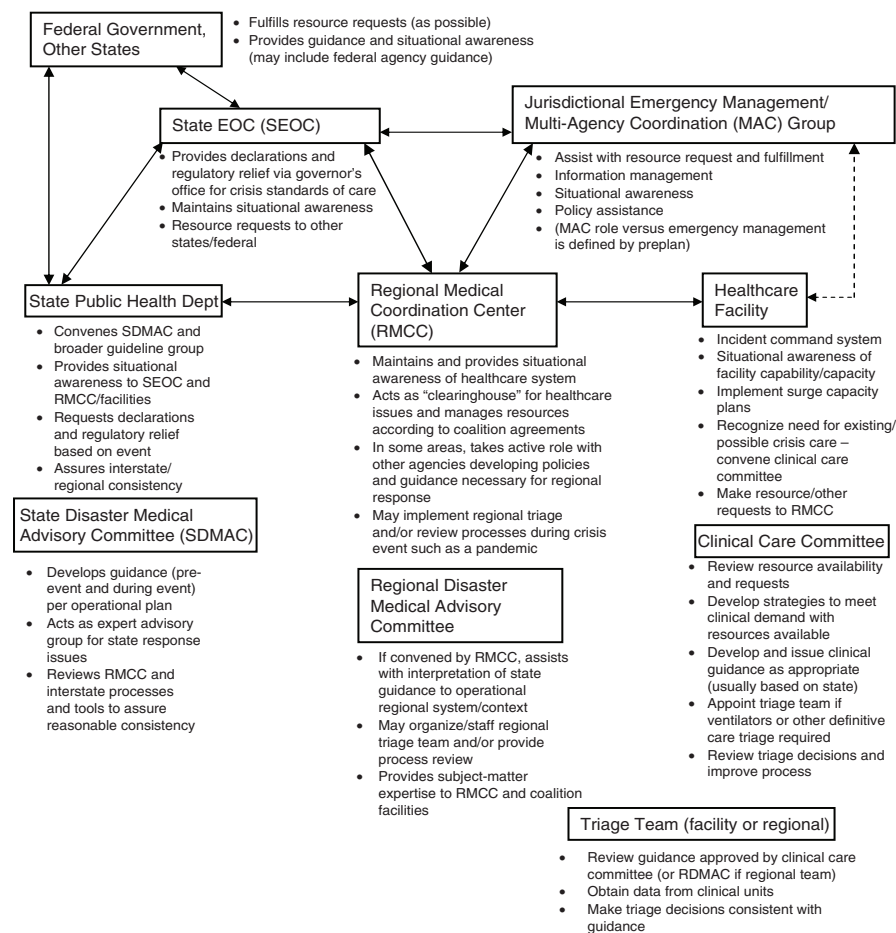 Federal Government,
Other States
• Fulfills resource requests (as possible)
• Provides guidance and situational awareness
(may include federal agency guidance)
State EOC (SEOC)
• Provides declarations and
regulatory relief via governor's
office for crisis standards of care
• Maintains situational awareness
• Resource requests to other
states/federal
Jurisdictional Emergency Management/
Multi-Agency Coordination (MAC) Group
• Assist with resource request and fulfillment
• Information management
• Situational awareness
• Policy assistance
• (MAC role versus emergency management
is defined by preplan)
State Public Health Dept
• Convenes SDMAC and
broader guideline group
• Provides situational
awareness to SEOC and
RMCC/facilities
• Requests declarations
and regulatory relief
based on event
• Assures interstate/
regional consistency
State Disaster Medical
Advisory Committee (SDMAC)
• Develops guidance (pre-
event and during event)
per operational plan
• Acts as expert advisory
group for state response
issues
• Reviews RMCC and
interstate processes
and tools to assure
reasonable consistency
Regional Medical
Coordination Center
(RMCC)
• Maintains and provides situational
awareness of healthcare system
• Acts as “clearinghouse” for healthcare
issues and manages resources
according to coalition agreements
• In some areas, takes active role with
other agencies developing policies
and guidance necessary for regional
response
• May implement regional triage
and/or review processes during crisis
event such as a pandemic
Regional Disaster
Medical Advisory
Committee
• If convened by RMCC, assists
with interpretation of state
guidance to operational
regional system/context
• May organize/staff regional
triage team and/or provide
process review
• Provides subject-matter
expertise to RMCC and coalition
facilities
Healthcare
Facility
• Incident command system
• Situational awareness of
facility capability/capacity
• Implement surge capacity
plans
• Recognize need for existing/
possible crisis care –
convene clinical care
committee
• Make resource/other
requests to RMCC
Clinical Care Committee
• Review resource availability
and requests
• Develop strategies to meet
clinical demand with
resources available
• Develop and issue clinical
guidance as appropriate
(usually based on state)
• Appoint triage team if
ventilators or other definitive
care triage required
• Review triage decisions and
improve process
Triage Team (facility or regional)
• Review guidance approved by clinical care
committee (or RDMAC if regional team)
• Obtain data from clinical units
• Make triage decisions consistent with
guidance